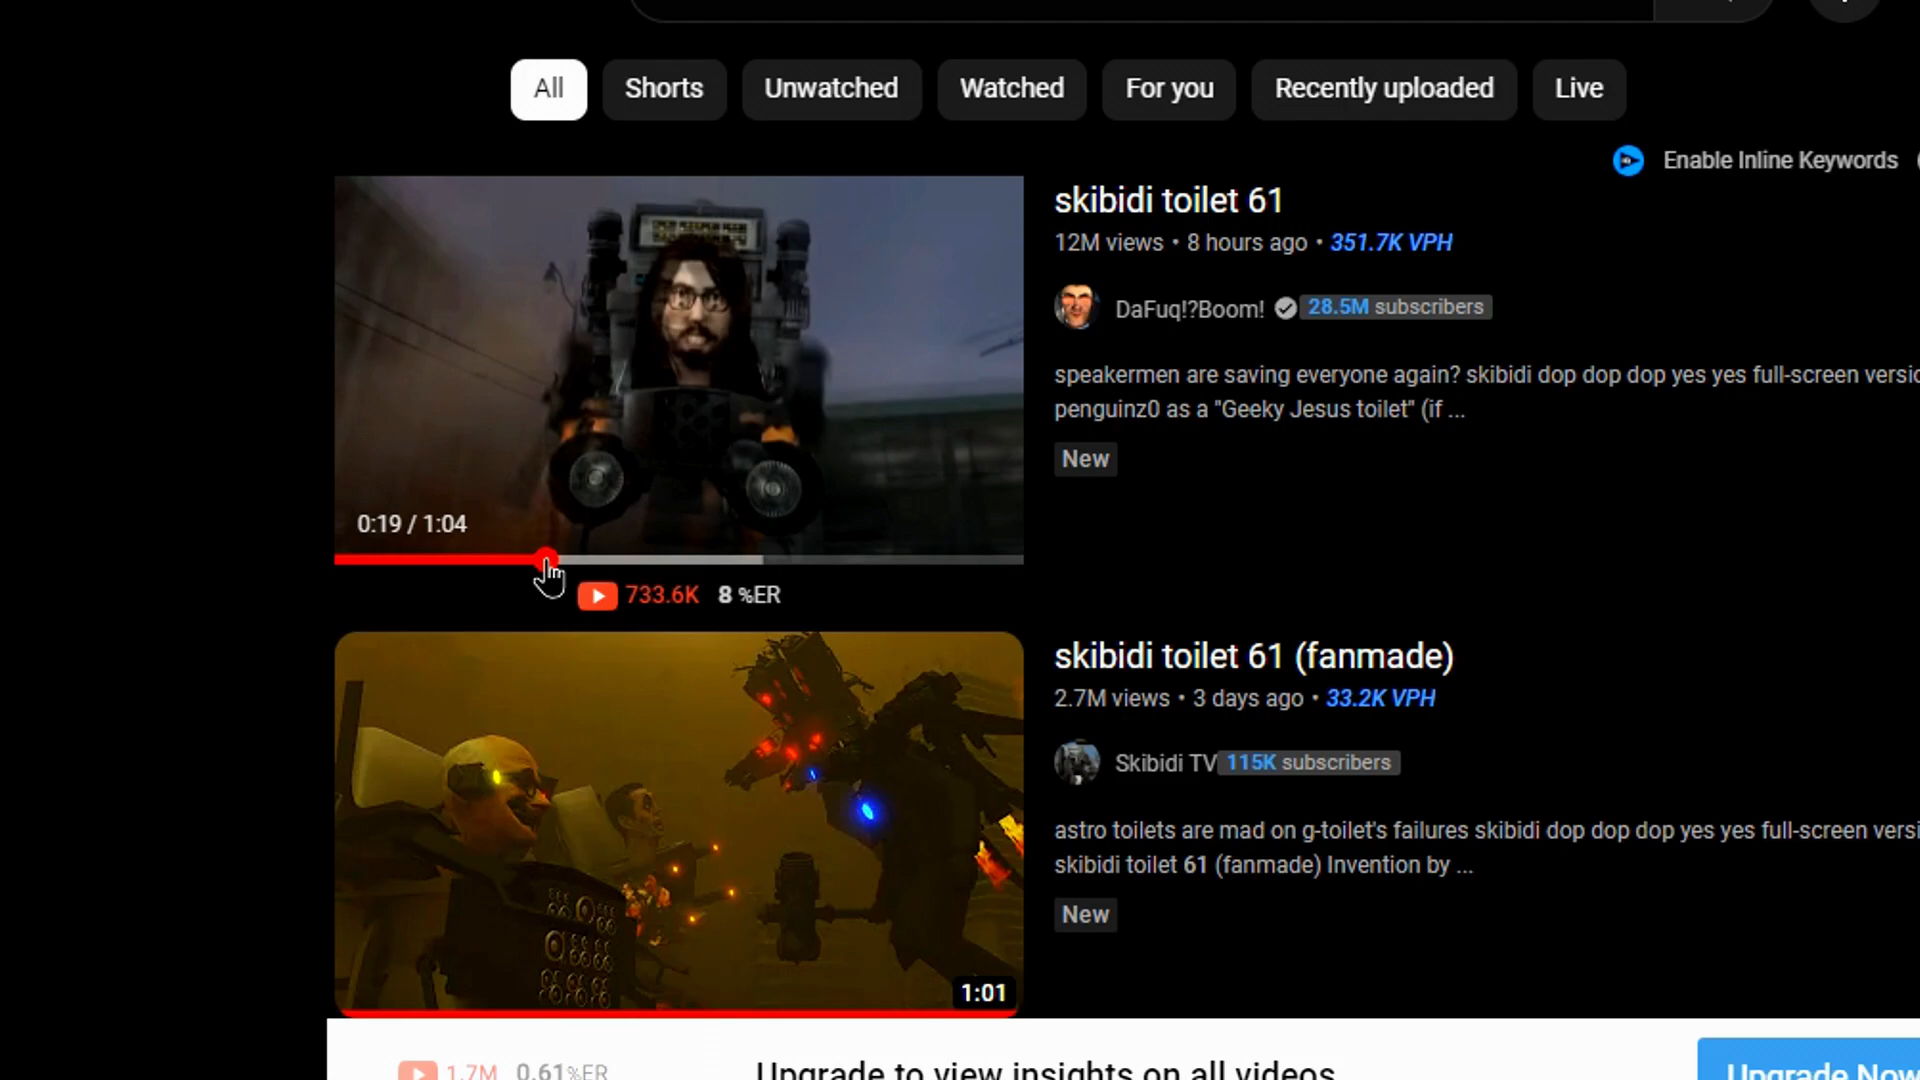 All
Shorts
Unwatched
Watched
For you
Recently uploaded
Live
Enable Inline Keywords
skibidi toilet 61
12M views • 8 hours ago • 351.7K VPH
DaFuq!?Boom! 28.5M subscribers
speakermen are saving everyone again? skibidi dop dop dop yes yes full-screen
penguinz0 as a "Geeky Jesus toilet" (if ...
New
0:19 / 1:04
733.6K 8 %ER
skibidi toilet 61 (fanmade)
2.7M views • 3 days ago • 33.2K VPH
Skibidi TV 115K subscribers
astro toilets are mad on g-toilet's failures skibidi dop dop dop yes yes full-screen
skibidi toilet 61 (fanmade) Invention by ...
New
1:01
1.7M 0.61%ER
Upgrade to view insights on all videos
Upgrade Now